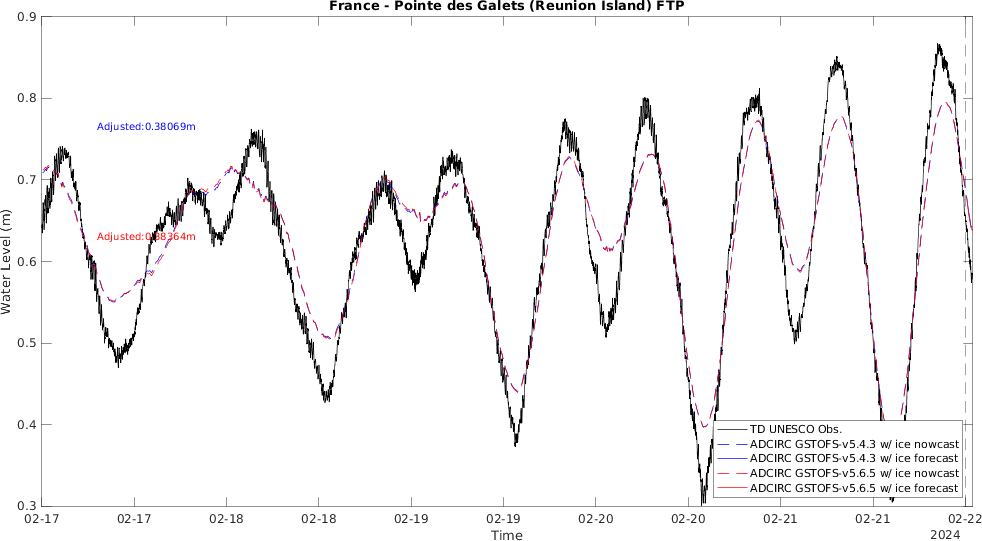 France - Pointe des Galets (Reunion Island) FTP
0.9
0.8
0.7
0.6
0.5
0.4
0.3
Water Level (m)
Adjusted:0.38069m
Adjusted:0.38364m
TD UNESCO Obs.
ADCIRC GSTOFS-v5.4.3 w/ ice nowcast
ADCIRC GSTOFS-v5.4.3 w/ ice forecast
ADCIRC GSTOFS-v5.6.5 w/ ice nowcast
ADCIRC GSTOFS-v5.6.5 w/ ice forecast
02-17 02-17 02-18 02-18 02-19 02-19 02-20 02-20 02-21 02-21 02-22
Time
2024